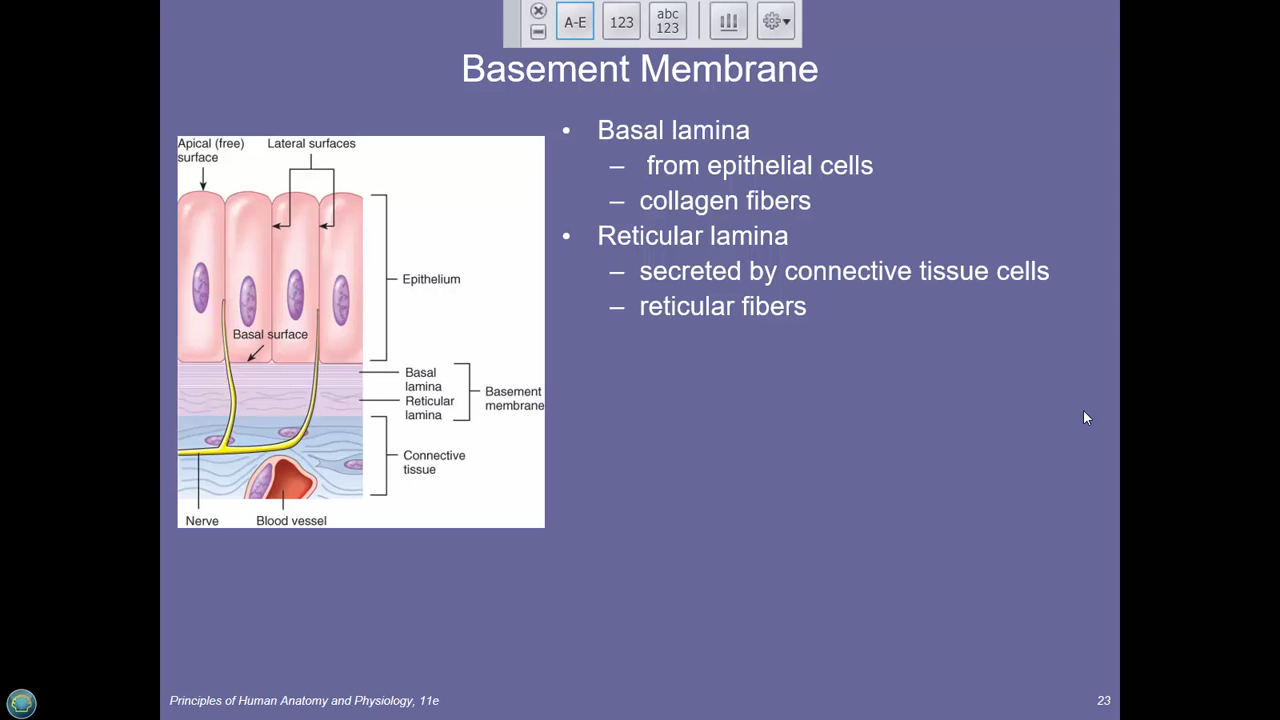 A-E
123
abc
123
Basement Membrane
Apical (free)
surface
Lateral surfaces
Epithelium
Basal surface
Basal
lamina
Reticular
lamina
Basement
membrane
Connective
tissue
Nerve
Blood vessel
• Basal lamina
– from epithelial cells
– collagen fibers
• Reticular lamina
– secreted by connective tissue cells
– reticular fibers
Principles of Human Anatomy and Physiology, 11e
23